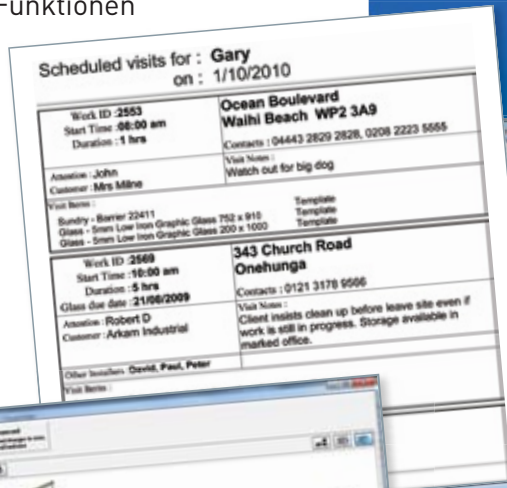 Funktionen
Scheduled visits for : Gary
on : 1/10/2010
Work ID :2553
Start Time :08:00 am
Duration :1 hrs
Ocean Boulevard
Waihi Beach WP2 3A9
Contacts : 04443 2829 2828, 0208 2223 5555
Attention :John
Customer :Mrs Milne
Visit Notes :
Watch out for big dog
Visit Items :
Sundry - Barrier 22411 Template
Glass - 5mm Low Iron Graphic Glass 752 x 910 Template
Glass - 5mm Low Iron Graphic Glass 200 x 1000 Template
Work ID :2569
Start Time :10:00 am
Duration :5 hrs
Glass due date :21/08/2009
343 Church Road
Onehunga
Contacts : 0121 3178 9566
Attention :Robert D
Customer :Arkam Industrial
Visit Notes :
Client insists clean up before leave site even if
work is still in progress. Storage available in
marked office.
Other Installers David, Paul, Peter
Visit Items :